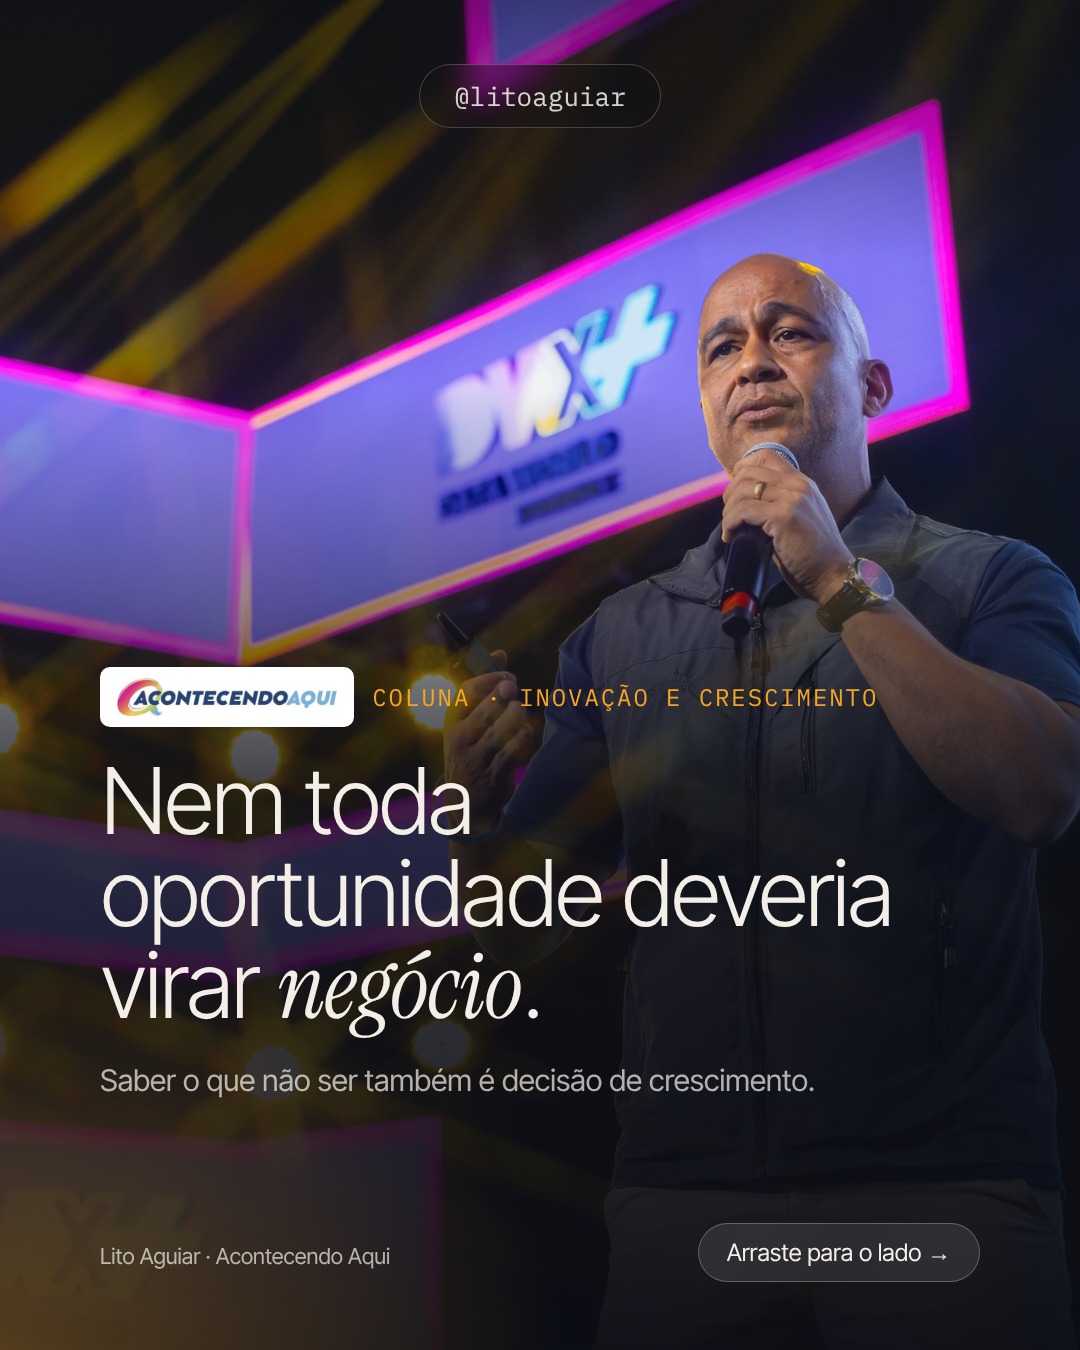 @litoaguiar
DWX+
ACONTECENDOAQUI
COLUNA · INOVAÇÃO E CRESCIMENTO
Nem toda
oportunidade deveria
virar negócio.
Saber o que não ser também é decisão de crescimento.
Lito Aguiar · Acontecendo Aqui
Arraste para o lado →